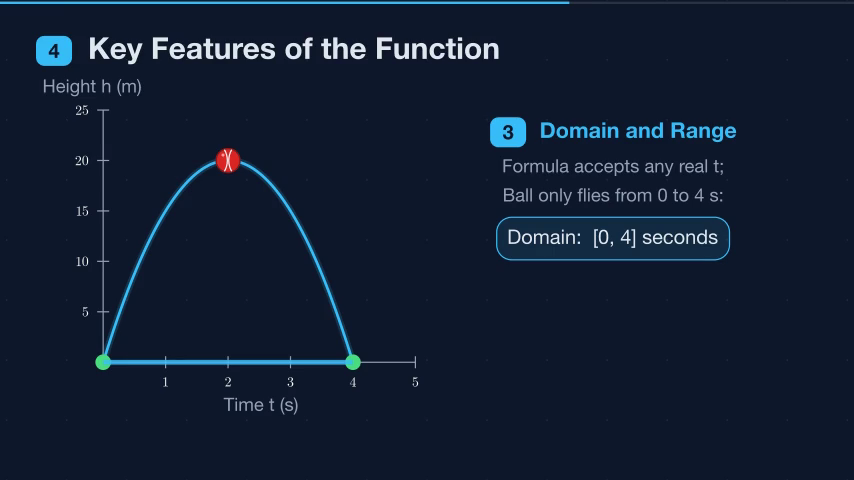 4 Key Features of the Function
Height h (m)
25
20
15
10
5
1 2 3 4 5
Time t (s)
3 Domain and Range
Formula accepts any real t;
Ball only flies from 0 to 4 s:
Domain: [0, 4] seconds